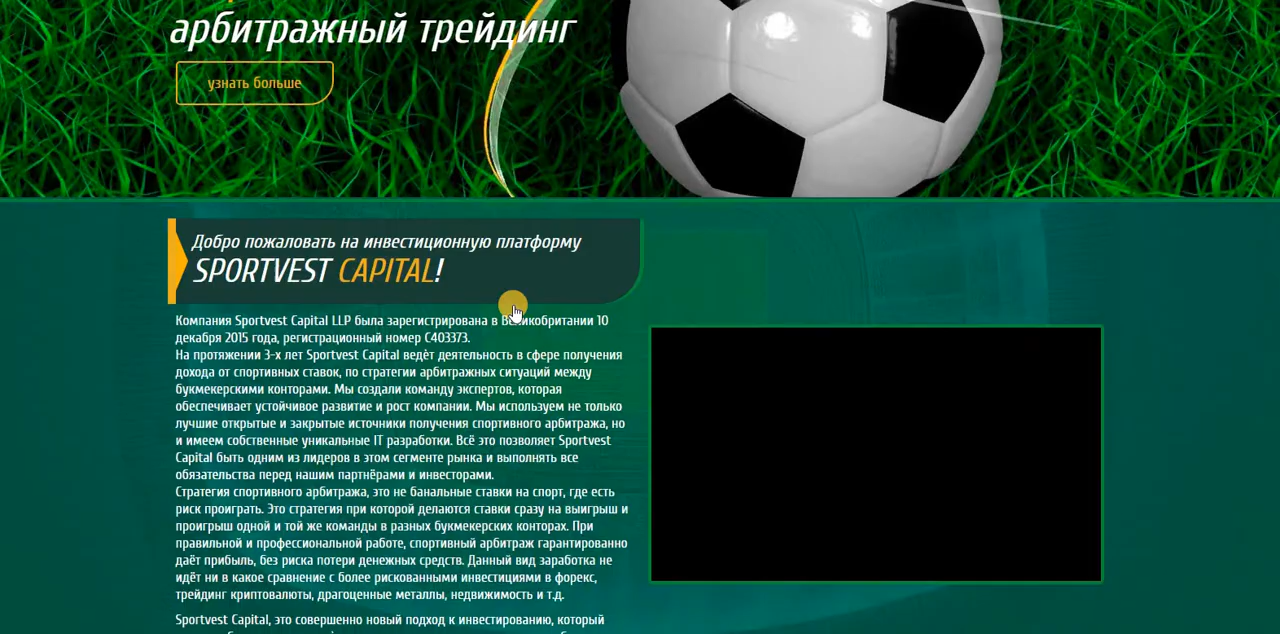 арбитражный трейдинг
узнать больше
Добро пожаловать на инвестиционную платформу
SPORTVEST CAPITAL!
Компания Sportvest Capital LLP была зарегистрирована в Великобритании 10
декабря 2015 года, регистрационный номер C403373.
На протяжении 3-х лет Sportvest Capital ведёт деятельность в сфере получения
дохода от спортивных ставок, по стратегии арбитражных ситуаций между
букмекерскими конторами. Мы создали команду экспертов, которая
обеспечивает устойчивое развитие и рост компании. Мы используем не только
лучшие открытые и закрытые источники получения спортивного арбитража, но
и имеем собственные уникальные IT разработки. Всё это позволяет Sportvest
Capital быть одним из лидеров в этом сегменте рынка и выполнять все
обязательства перед нашим партнёрами и инвесторами.
Стратегия спортивного арбитража, это не банальные ставки на спорт, где есть
риск проиграть. Это стратегия при которой делаются ставки сразу на выигрыш и
проигрыш одной и той же команды в разных букмекерских конторах. При
правильной и профессиональной работе, спортивный арбитраж гарантированно
даёт прибыль, без риска потери денежных средств. Данный вид заработка не
идёт ни в какое сравнение с более рискованными инвестициями в форекс,
трейдинг криптовалюты, драгоценные металлы, недвижимость и т.д.
Sportvest Capital, это совершенно новый подход к инвестированию, который